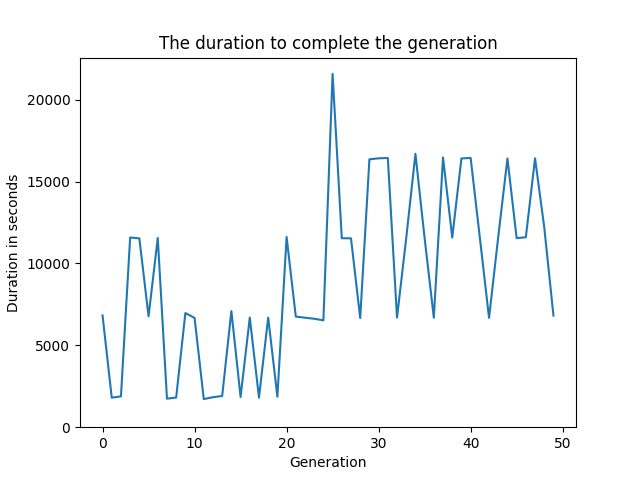 The duration to complete the generation
20000
15000
10000
5000
0
Duration in seconds
0 10 20 30 40 50
Generation